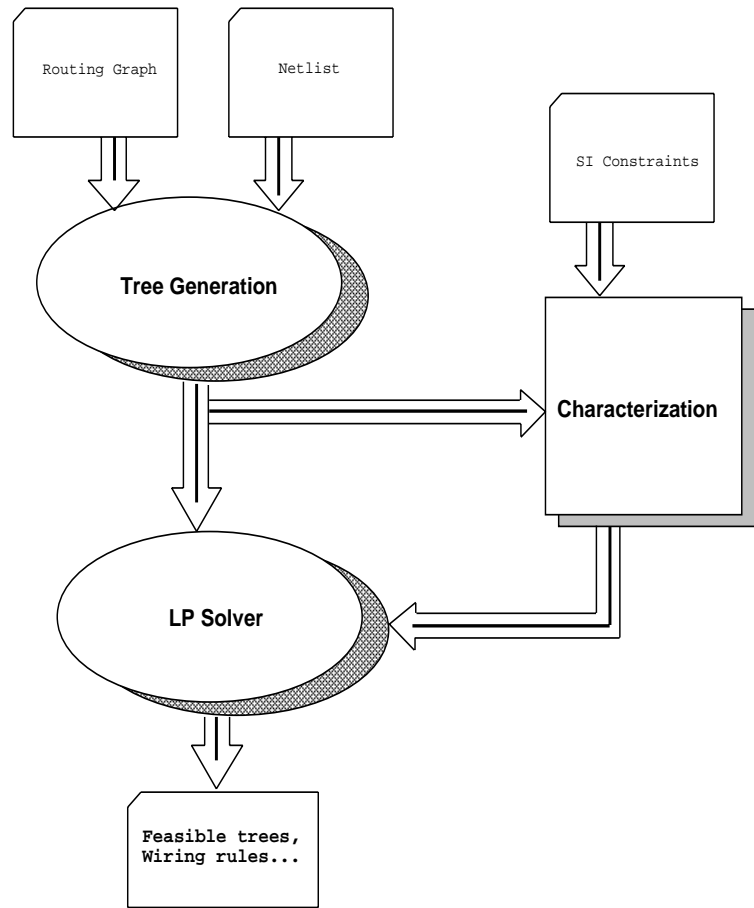 Routing Graph
Netlist
SI Constraints
Tree Generation
Characterization
LP Solver
Feasible trees,
Wiring rules...